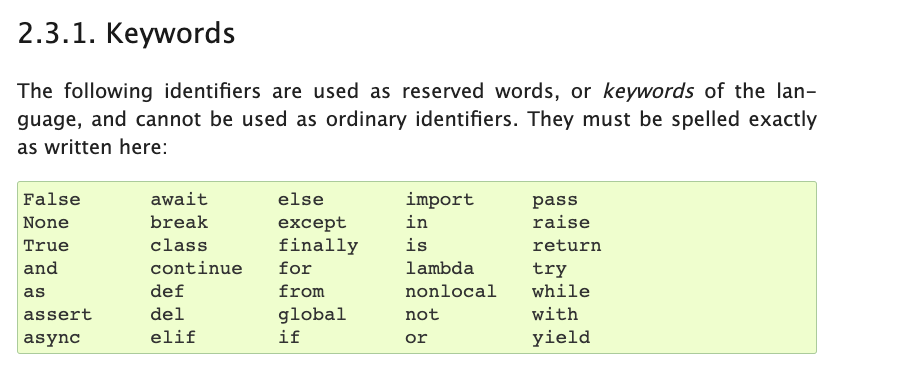 2.3.1. Keywords
The following identifiers are used as reserved words, or keywords of the lan-
guage, and cannot be used as ordinary identifiers. They must be spelled exactly
as written here:
False await else import pass
None break except in raise
True class finally is return
and continue for lambda try
as def from nonlocal while
assert del global not with
async elif if or yield